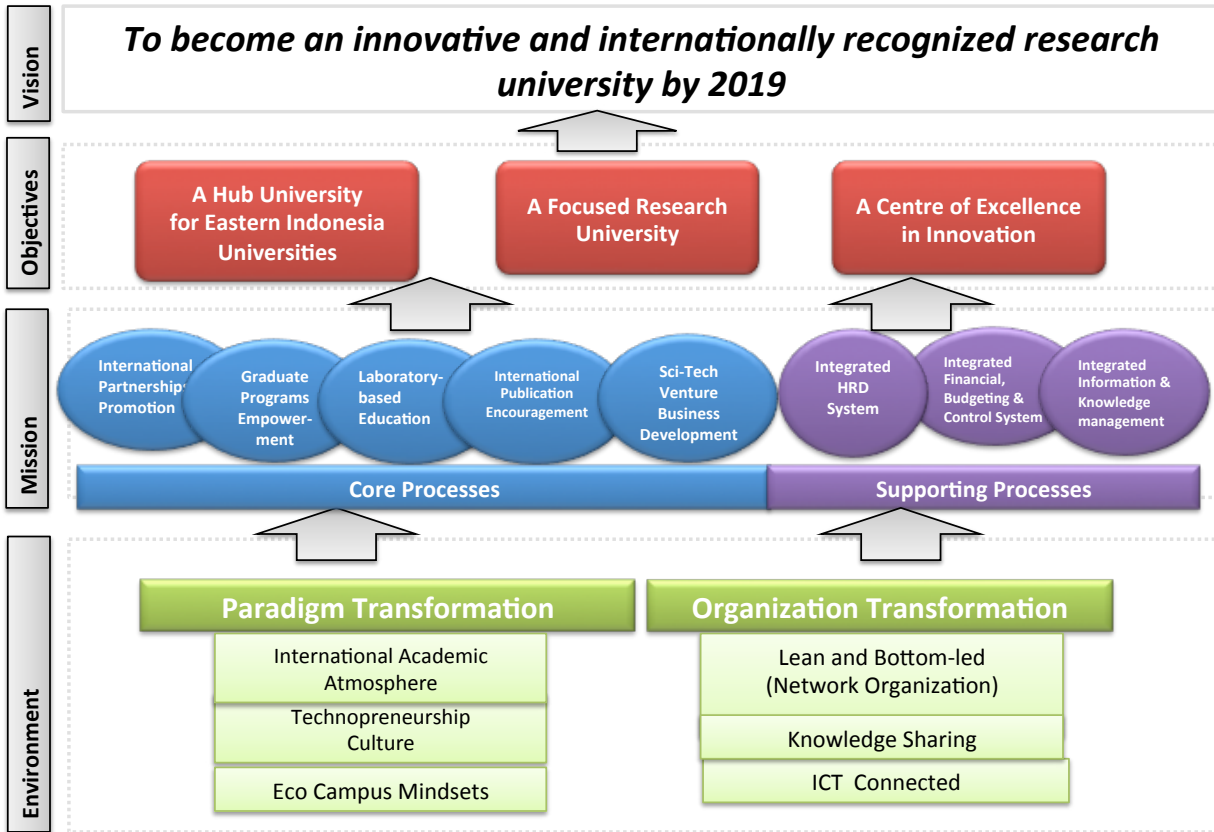 Vision
To become an innovative and internationally recognized research
university by 2019
Objectives
A Hub University
for Eastern Indonesia
Universities
A Focused Research
University
A Centre of Excellence
in Innovation
Mission
International
Partnerships
Promotion
Graduate
Programs
Empower-
ment
Laboratory-
based
Education
International
Publication
Encouragement
Sci-Tech
Venture
Business
Development
Integrated
HRD
System
Integrated
Financial,
Budgeting &
Control System
Integrated
Information &
Knowledge
management
Core Processes
Supporting Processes
Environment
Paradigm Transformation
International Academic
Atmosphere
Technopreneurship
Culture
Eco Campus Mindsets
Organization Transformation
Lean and Bottom-led
(Network Organization)
Knowledge Sharing
ICT Connected